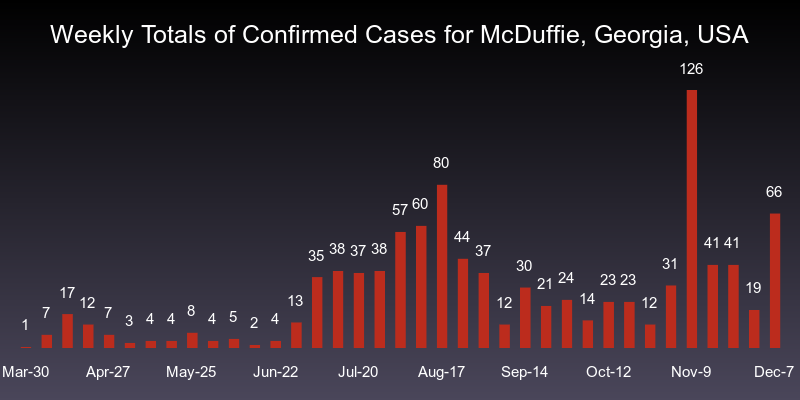 Weekly Totals of Confirmed Cases for McDuffie, Georgia, USA
1 7 17 12 7 3 4 4 8 4 5 2 4 13 35 38 37 38 57 60 80 44 37 12 30 21 24 14 23 23 12 31 126 41 41 19 66
Mar-30 Apr-27 May-25 Jun-22 Jul-20 Aug-17 Sep-14 Oct-12 Nov-9 Dec-7